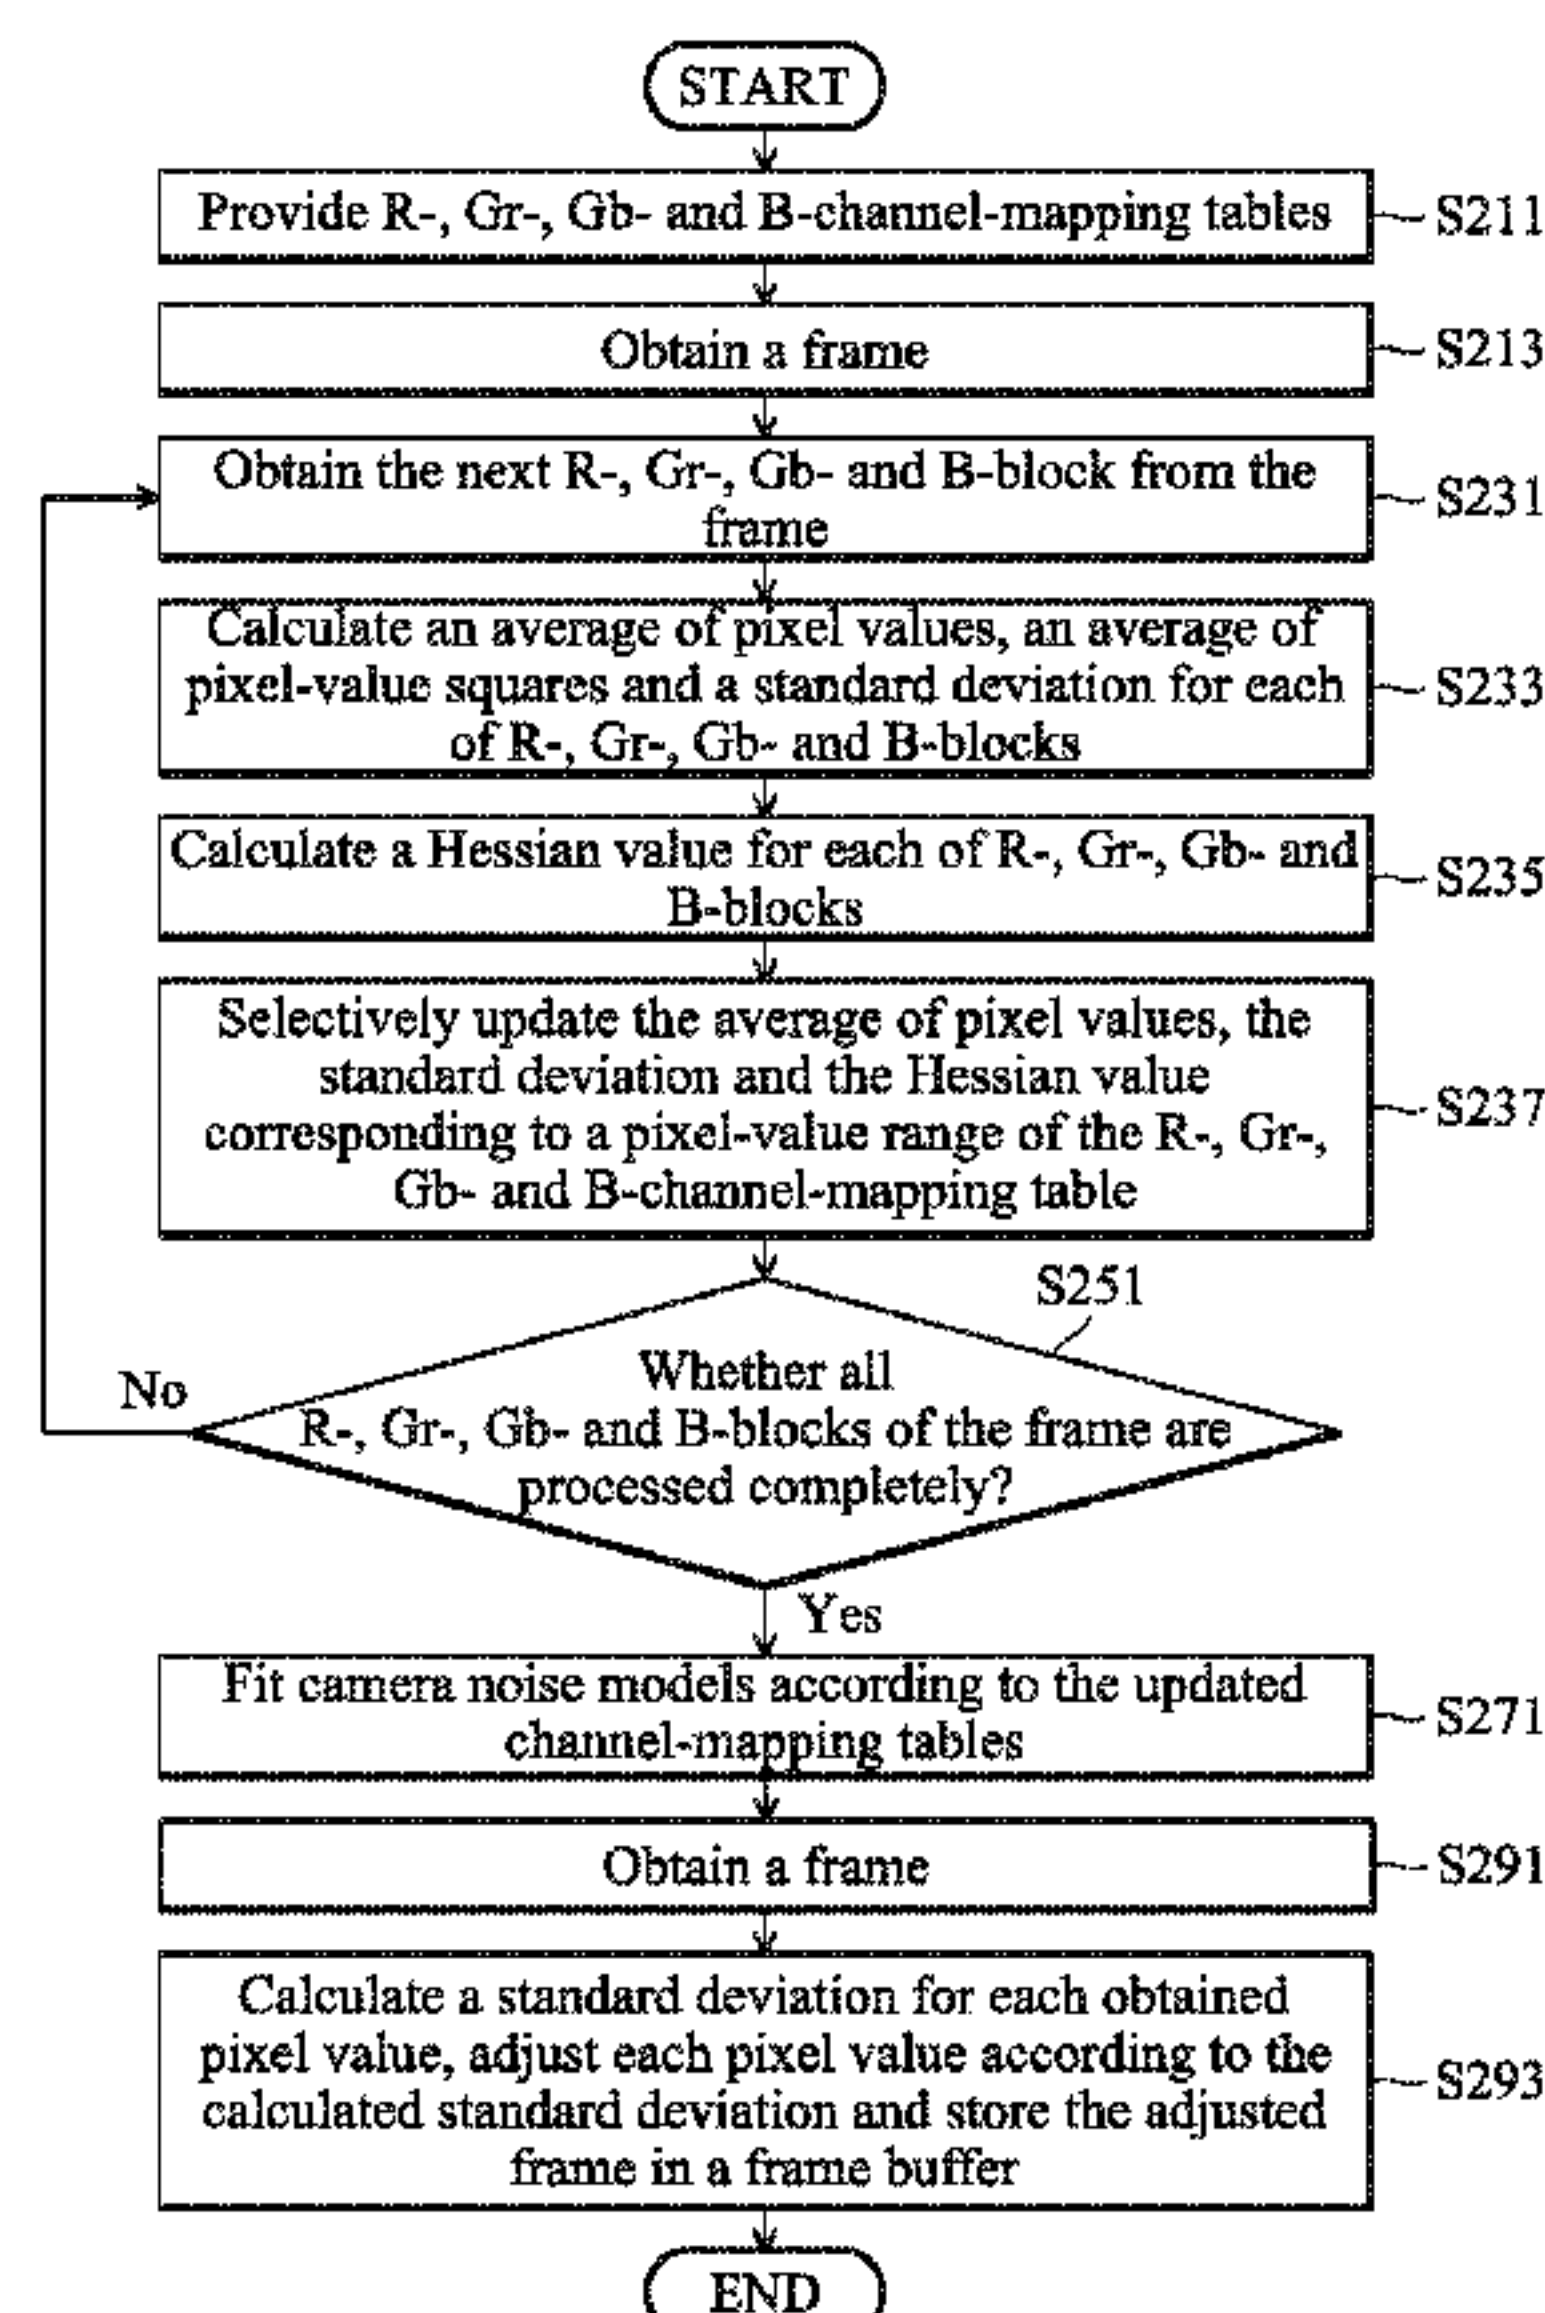 START
Provide R-, Gr-, Gb- and B-channel-mapping tables
S211
Obtain a frame
S213
Obtain the next R-, Gr-, Gb- and B-block from the
frame
S231
Calculate an average of pixel values, an average of
pixel-value squares and a standard deviation for each
of R-, Gr-, Gb- and B-blocks
S233
Calculate a Hessian value for each of R-, Gr-, Gb- and
B-blocks
S235
Selectively update the average of pixel values, the
standard deviation and the Hessian value
corresponding to a pixel-value range of the R-, Gr-,
Gb- and B-channel-mapping table
S237
S251
Whether all
R-, Gr-, Gb- and B-blocks of the frame are
processed completely?
No
Yes
Fit camera noise models according to the updated
channel-mapping tables
S271
Obtain a frame
S291
Calculate a standard deviation for each obtained
pixel value, adjust each pixel value according to the
calculated standard deviation and store the adjusted
frame in a frame buffer
S293
END